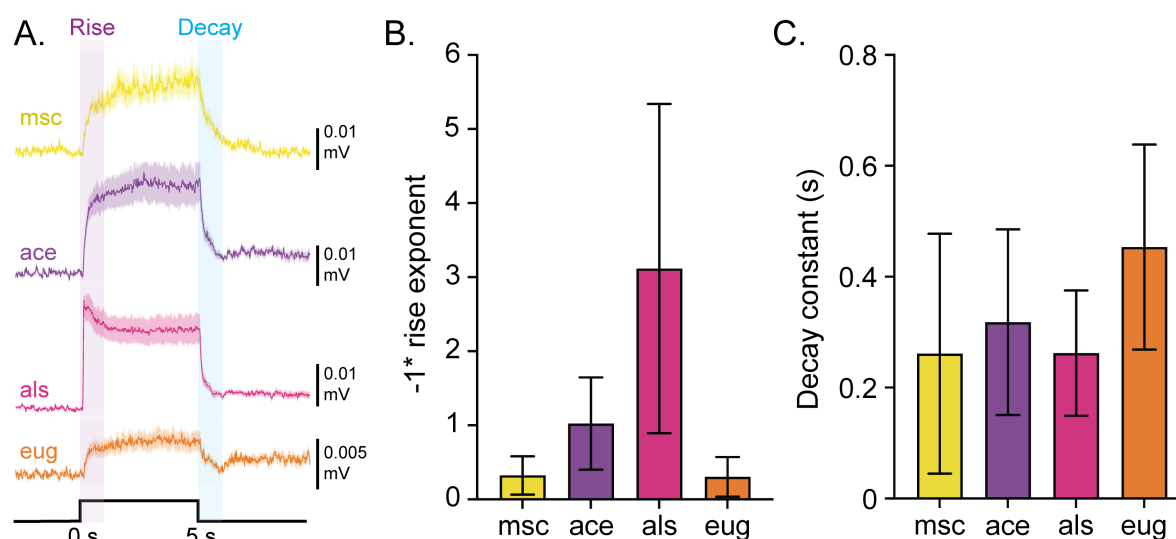 A.
Rise
Decay
msc
0.01
mV
ace
0.01
mV
als
0.01
mV
eug
0.005
mV
0 s
5 s
B.
-1* rise exponent
6
5
4
3
2
1
0
msc
ace
als
eug
C.
Decay constant (s)
0.8
0.6
0.4
0.2
0
msc
ace
als
eug